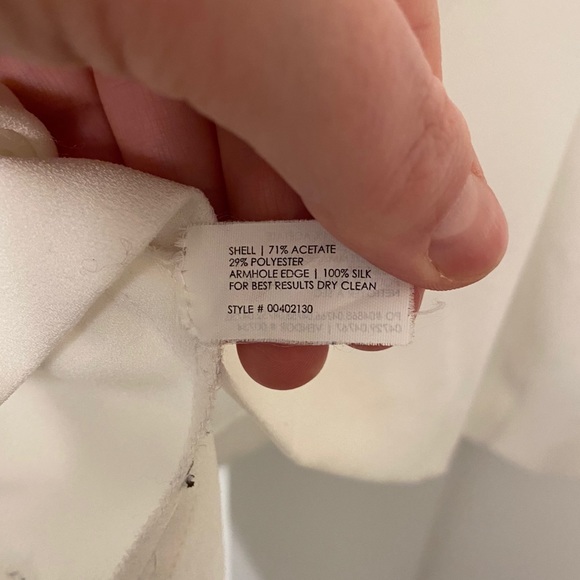 SHELL | 71% ACETATE
29% POLYESTER
ARMHOLE EDGE | 100% SILK
FOR BEST RESULTS DRY CLEAN
STYLE # 00402130